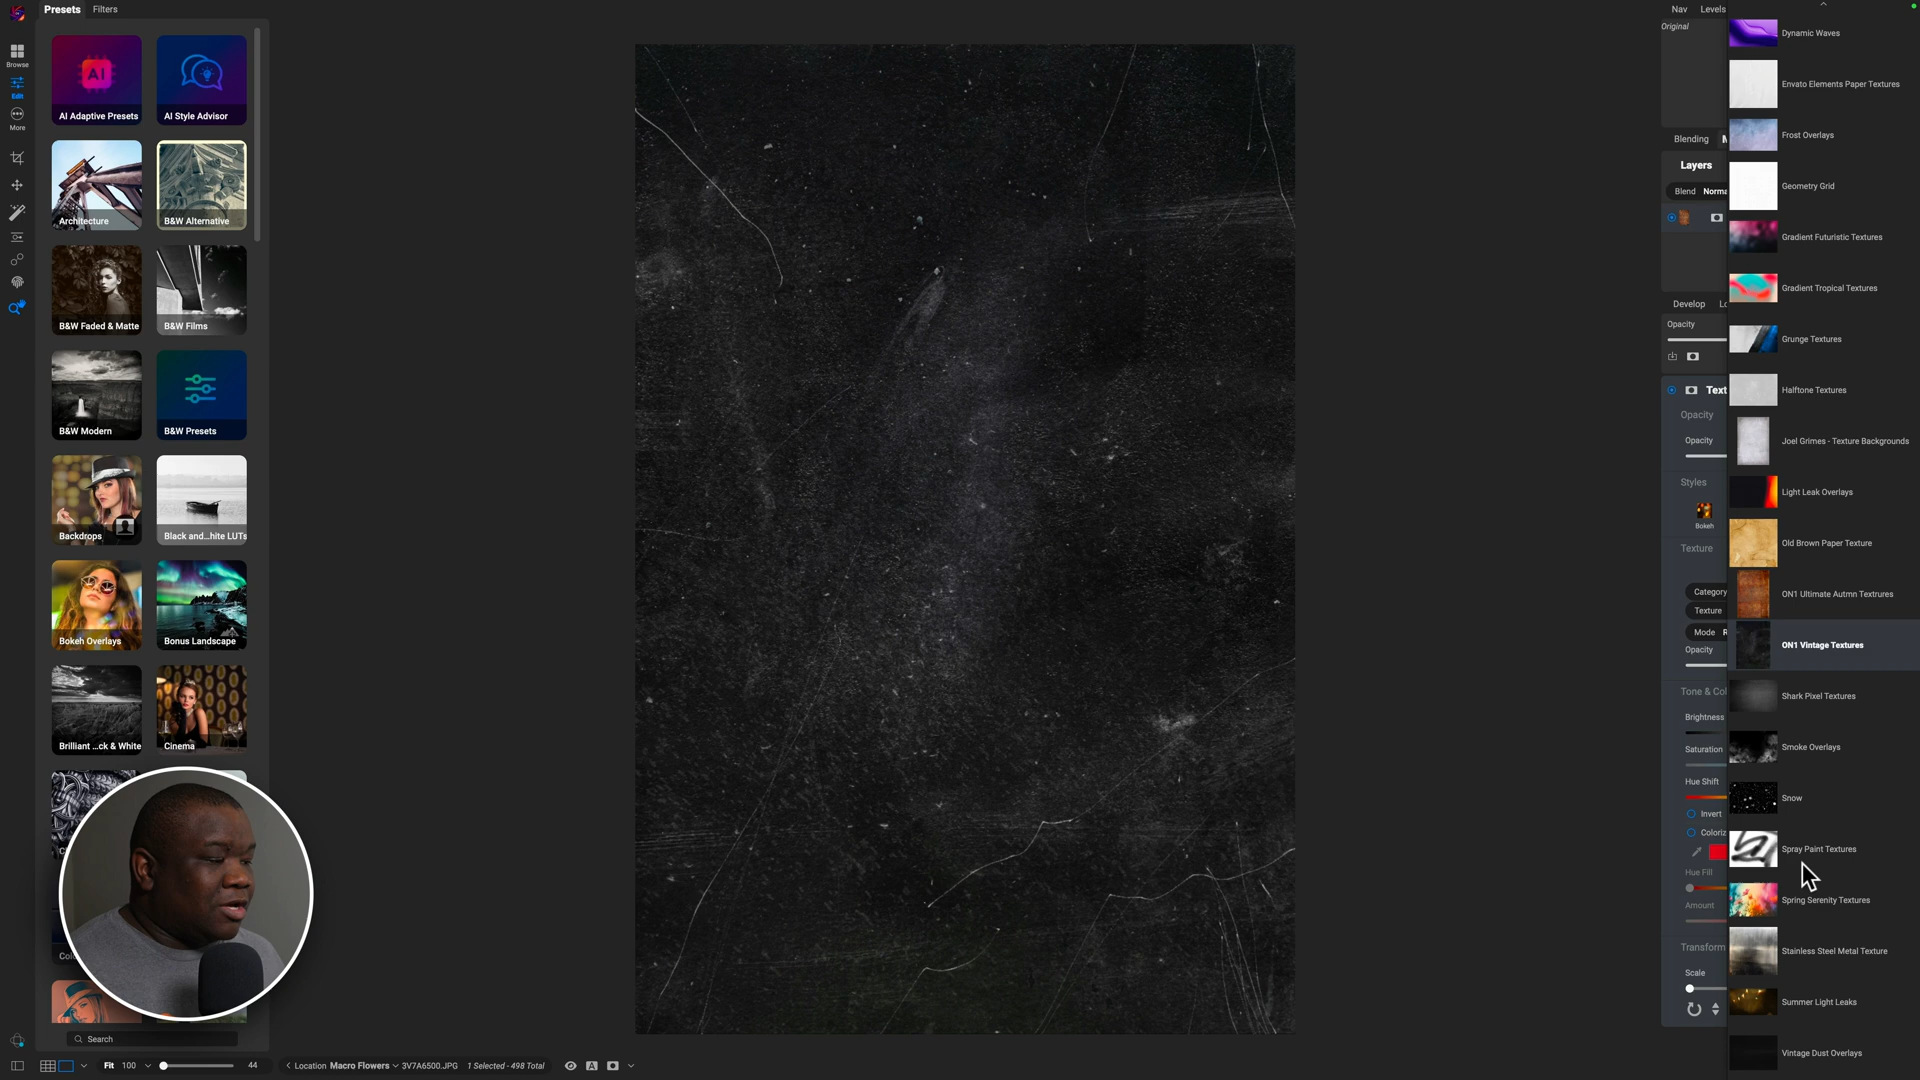 Presets
Filters
Browse
Edit
More
AI Adaptive Presets
AI Style Advisor
Architecture
B&W Alternative
B&W Faded & Matte
B&W Films
B&W Modern
B&W Presets
Backdrops
Black and...hite LUTs
Bokeh Overlays
Bonus Landscape
Brilliant ...ck & White
Cinema
Search
Fit
100
44
Location Macro Flowers
3V7A6500.JPG
1 Selected - 498 Total
A
Nav
Levels
Original
Blending
Layers
Blend
Develop
Opacity
Opacity
Opacity
Styles
Bokeh
Texture
Category
Texture
Mode
Opacity
Brightness
Saturation
Hue Shift
Invert
Hue Fill
Amount
Transform
Scale
Dynamic Waves
Envato Elements Paper Textures
Frost Overlays
Geometry Grid
Gradient Futuristic Textures
Gradient Tropical Textures
Grunge Textures
Halftone Textures
Joel Grimes - Texture Backgrounds
Light Leak Overlays
Old Brown Paper Texture
ON1 Ultimate Autmn Textrures
ON1 Vintage Textures
Shark Pixel Textures
Smoke Overlays
Snow
Spray Paint Textures
Spring Serenity Textures
Stainless Steel Metal Texture
Summer Light Leaks
Vintage Dust Overlays